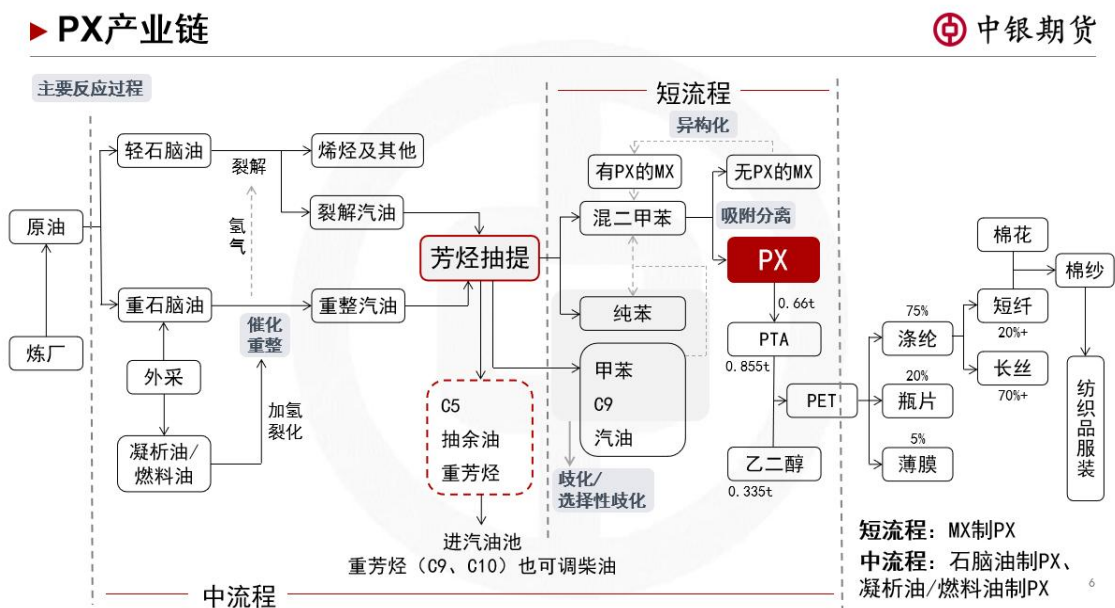 PX产业链
中银期货
主要反应过程
短流程
异构化
轻石脑油
裂解
烯烃及其他
有PX的MX
无PX的MX
裂解汽油
混二甲苯
吸附分离
原油
氢气
芳烃抽提
PX
棉花
棉纱
重石脑油
重整汽油
纯苯
0.66t
75%
短纤
催化
重整
PTA
涤纶
20%+
炼厂
0.855t
外采
甲苯
20%
长丝
C5
C9
PET
瓶片
70%+
加氢
裂化
抽余油
汽油
5%
纺织品服装
凝析油/
燃料油
重芳烃
乙二醇
薄膜
歧化/
选择性歧化
0.335t
进汽油池
重芳烃（C9、C10）也可调柴油
短流程：MX制PX
中流程：石脑油制PX、
凝析油/燃料油制PX
中流程
6